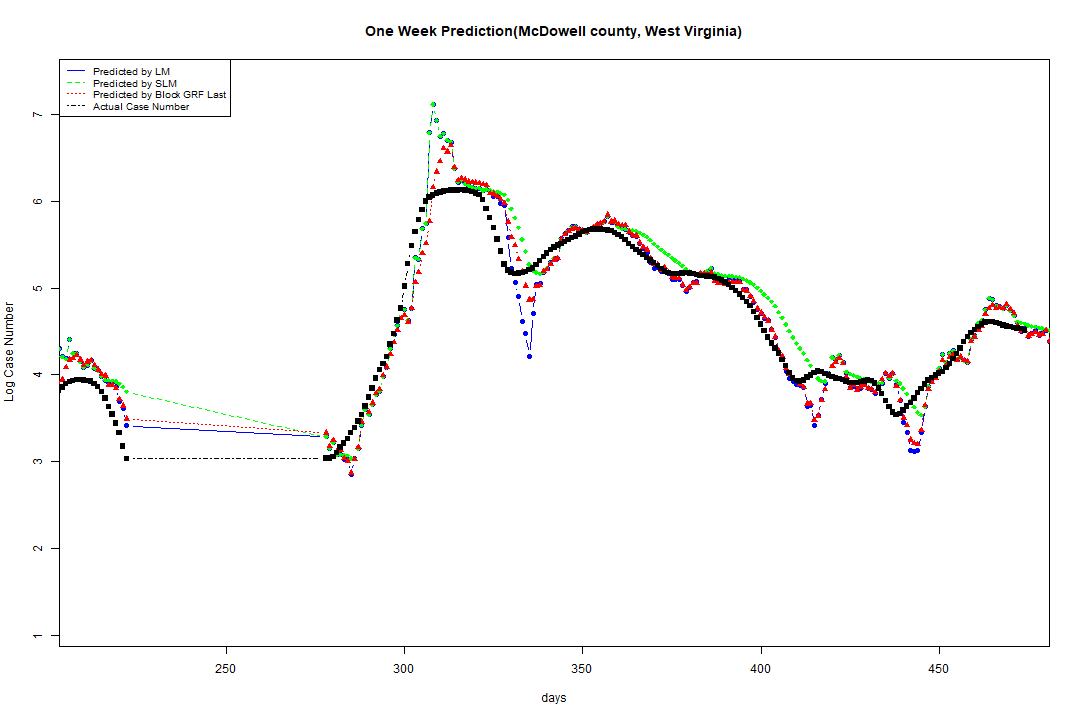 One Week Prediction(McDowell county, West Virginia)
Predicted by LM
Predicted by SLM
Predicted by Block GRF Last
Actual Case Number
Log Case Number
7
6
5
4
3
2
1
250 300 350 400 450
days